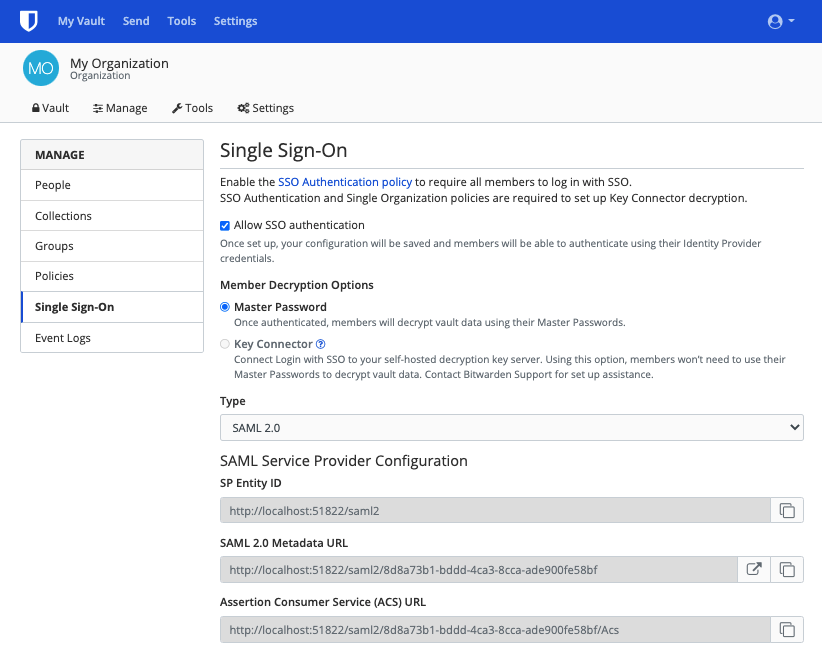 My Vault Send Tools Settings
MO
My Organization
Organization
Vault Manage Tools Settings
MANAGE
People
Collections
Groups
Policies
Single Sign-On
Event Logs
Single Sign-On
Enable the SSO Authentication policy to require all members to log in with SSO.
SSO Authentication and Single Organization policies are required to set up Key Connector decryption.
Allow SSO authentication
Once set up, your configuration will be saved and members will be able to authenticate using their Identity Provider
credentials.
Member Decryption Options
Master Password
Once authenticated, members will decrypt vault data using their Master Passwords.
Key Connector
Connect Login with SSO to your self-hosted decryption key server. Using this option, members won't need to use their
Master Passwords to decrypt vault data. Contact Bitwarden Support for set up assistance.
Type
SAML 2.0
SAML Service Provider Configuration
SP Entity ID
http://localhost:51822/saml2
SAML 2.0 Metadata URL
http://localhost:51822/saml2/8d8a73b1-bddd-4ca3-8cca-ade900fe58bf
Assertion Consumer Service (ACS) URL
http://localhost:51822/saml2/8d8a73b1-bddd-4ca3-8cca-ade900fe58bf/Acs